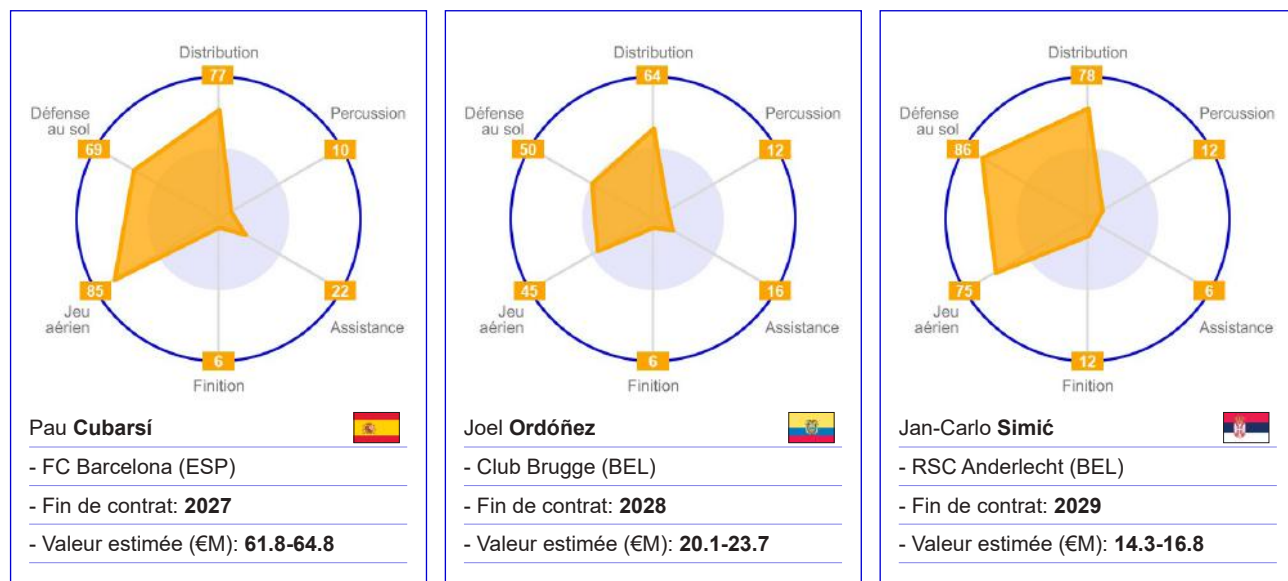 Distribution
77
Percussion
10
Défense
au sol
69
Jeu
aérien
85
Assistance
22
6
Finition
Pau Cubarsí
- FC Barcelona (ESP)
- Fin de contrat: 2027
- Valeur estimée (€M): 61.8-64.8
Distribution
64
Percussion
12
Défense
au sol
50
Jeu
aérien
45
Assistance
16
6
Finition
Joel Ordóñez
- Club Brugge (BEL)
- Fin de contrat: 2028
- Valeur estimée (€M): 20.1-23.7
Distribution
78
Percussion
12
Défense
au sol
86
Jeu
aérien
75
Assistance
6
12
Finition
Jan-Carlo Simić
- RSC Anderlecht (BEL)
- Fin de contrat: 2029
- Valeur estimée (€M): 14.3-16.8